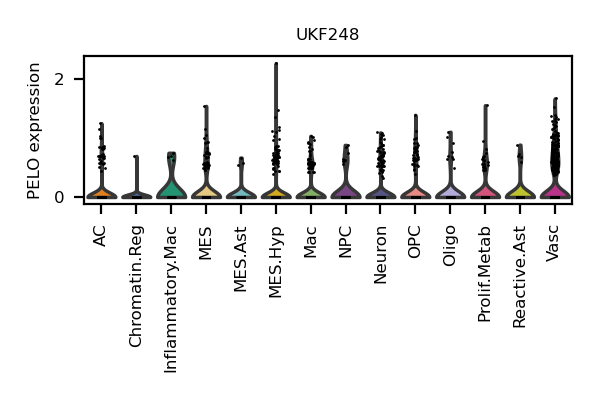 UKF248
PELO expression
2
0
AC
Chromatin.Reg
Inflammatory.Mac
MES
MES.Ast
MES.Hyp
Mac
NPC
Neuron
OPC
Oligo
Prolif.Metab
Reactive.Ast
Vasc